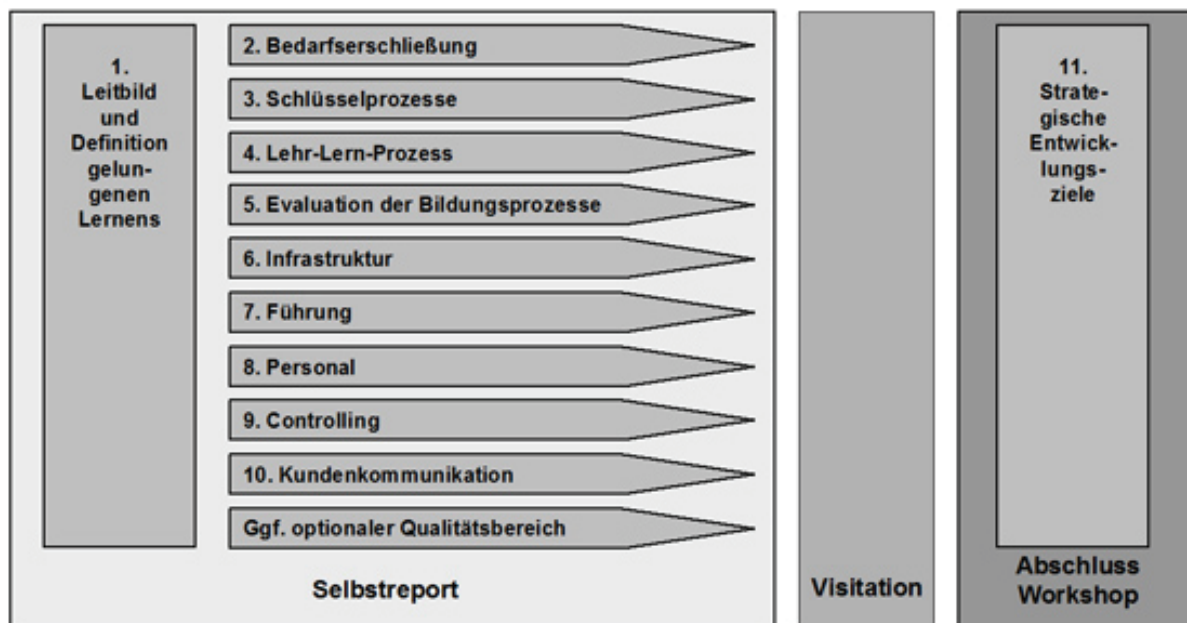 1.
Leitbild
und
Definition
gelun-
genen
Lernens
2. Bedarfserschließung
3. Schlüsselprozesse
4. Lehr-Lern-Prozess
5. Evaluation der Bildungsprozesse
6. Infrastruktur
7. Führung
8. Personal
9. Controlling
10. Kundenkommunikation
Ggf. optionaler Qualitätsbereich
Selbstreport
Visitation
11.
Strate-
gische
Entwick-
lungs-
ziele
Abschluss
Workshop